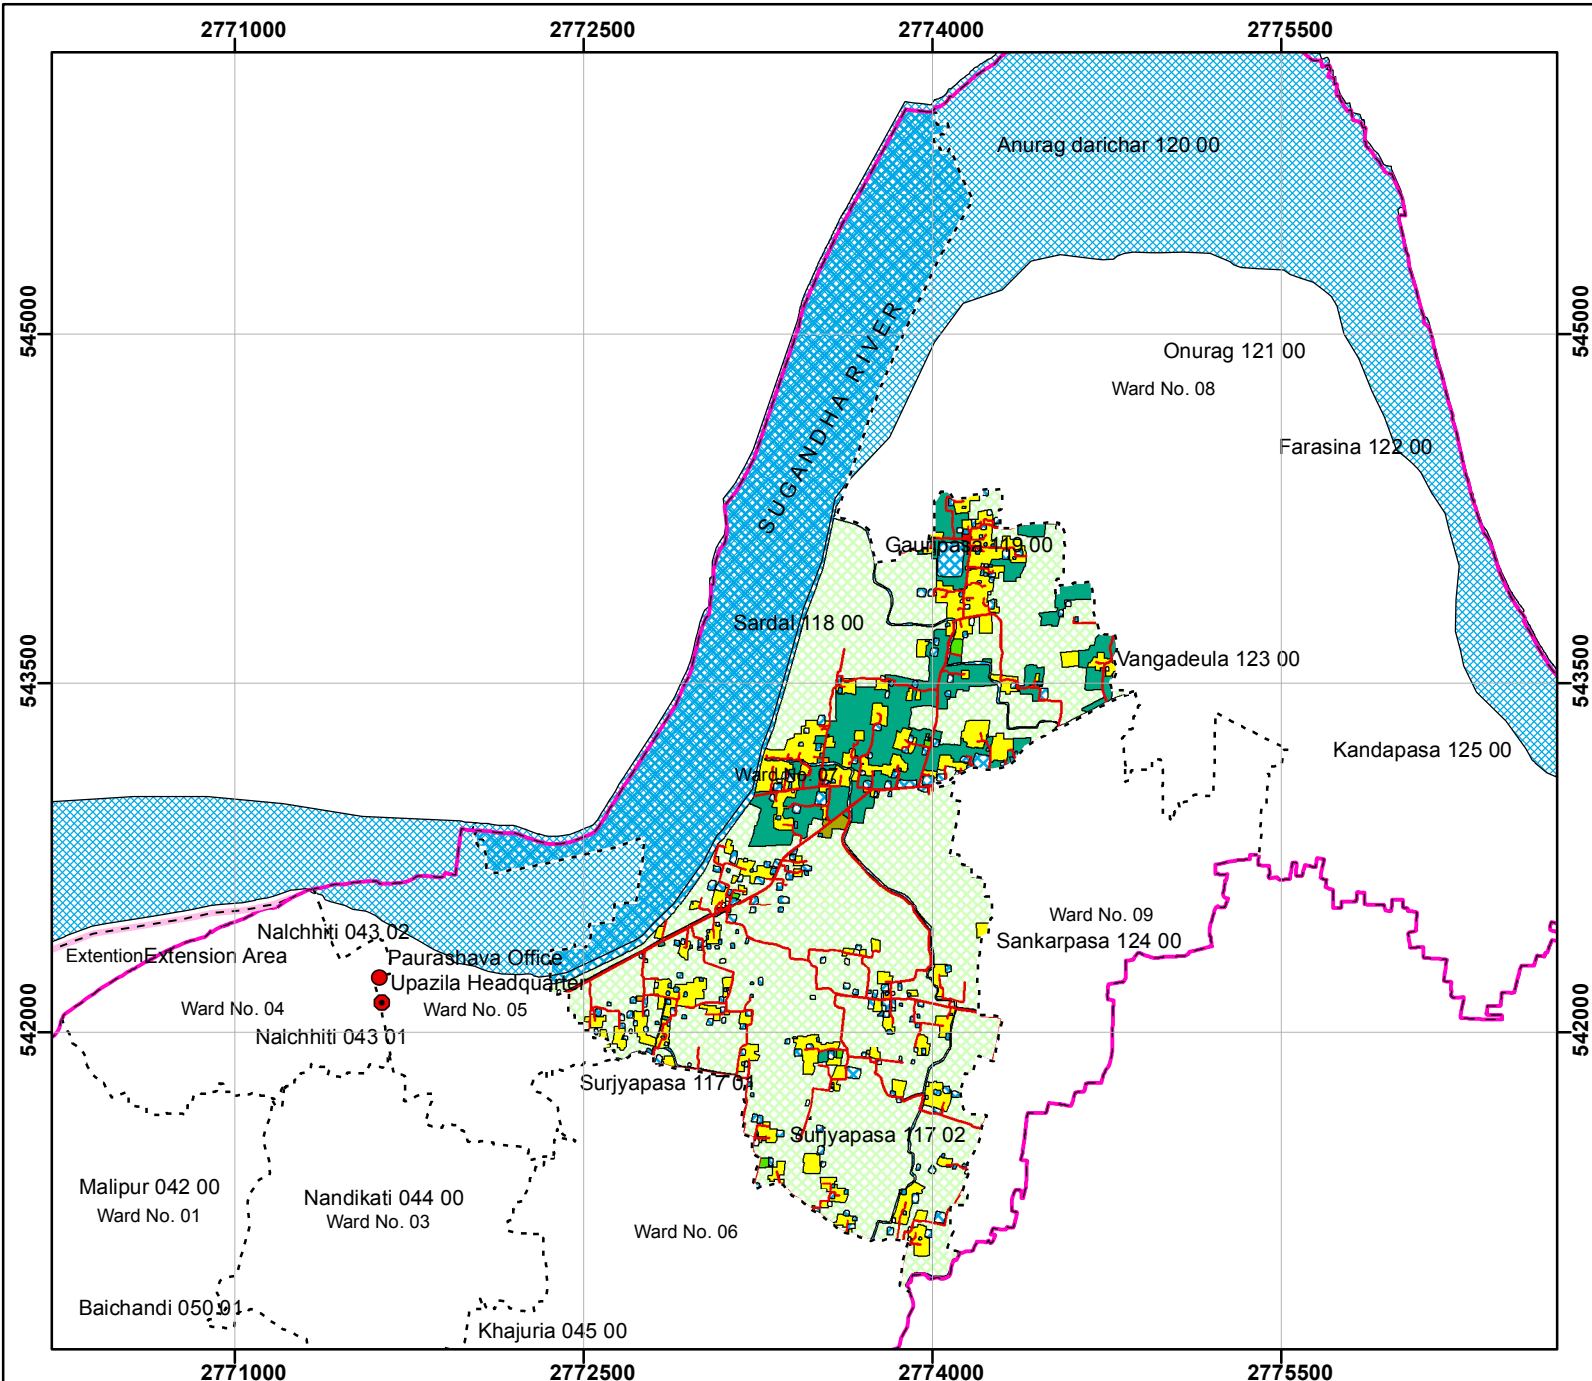 2771000 2772500 2774000 2775500
Anurag darichar 120 00
545000 545000
SUGANDHA RIVER
Onurag 121 00
Ward No. 08
Farasina 122 00
Gauripasa 119 00
Sardal 118 00
Vangadeula 123 00
543500 543500
Kandapasa 125 00
Ward No. 07
Ward No. 09
Nalchhiti 043 02
Sankarpasa 124 00
ExtentionExtension Area
Paurashava Office
Upazila Headquarter
Ward No. 04
Ward No. 05
542000 542000
Nalchhiti 043 01
Surjyapasa 117 01
Surjyapasa 117 02
Malipur 042 00
Nandikati 044 00
Ward No. 01
Ward No. 03
Ward No. 06
Baichandi 050 01
Khajuria 045 00
2771000 2772500 2774000 2775500